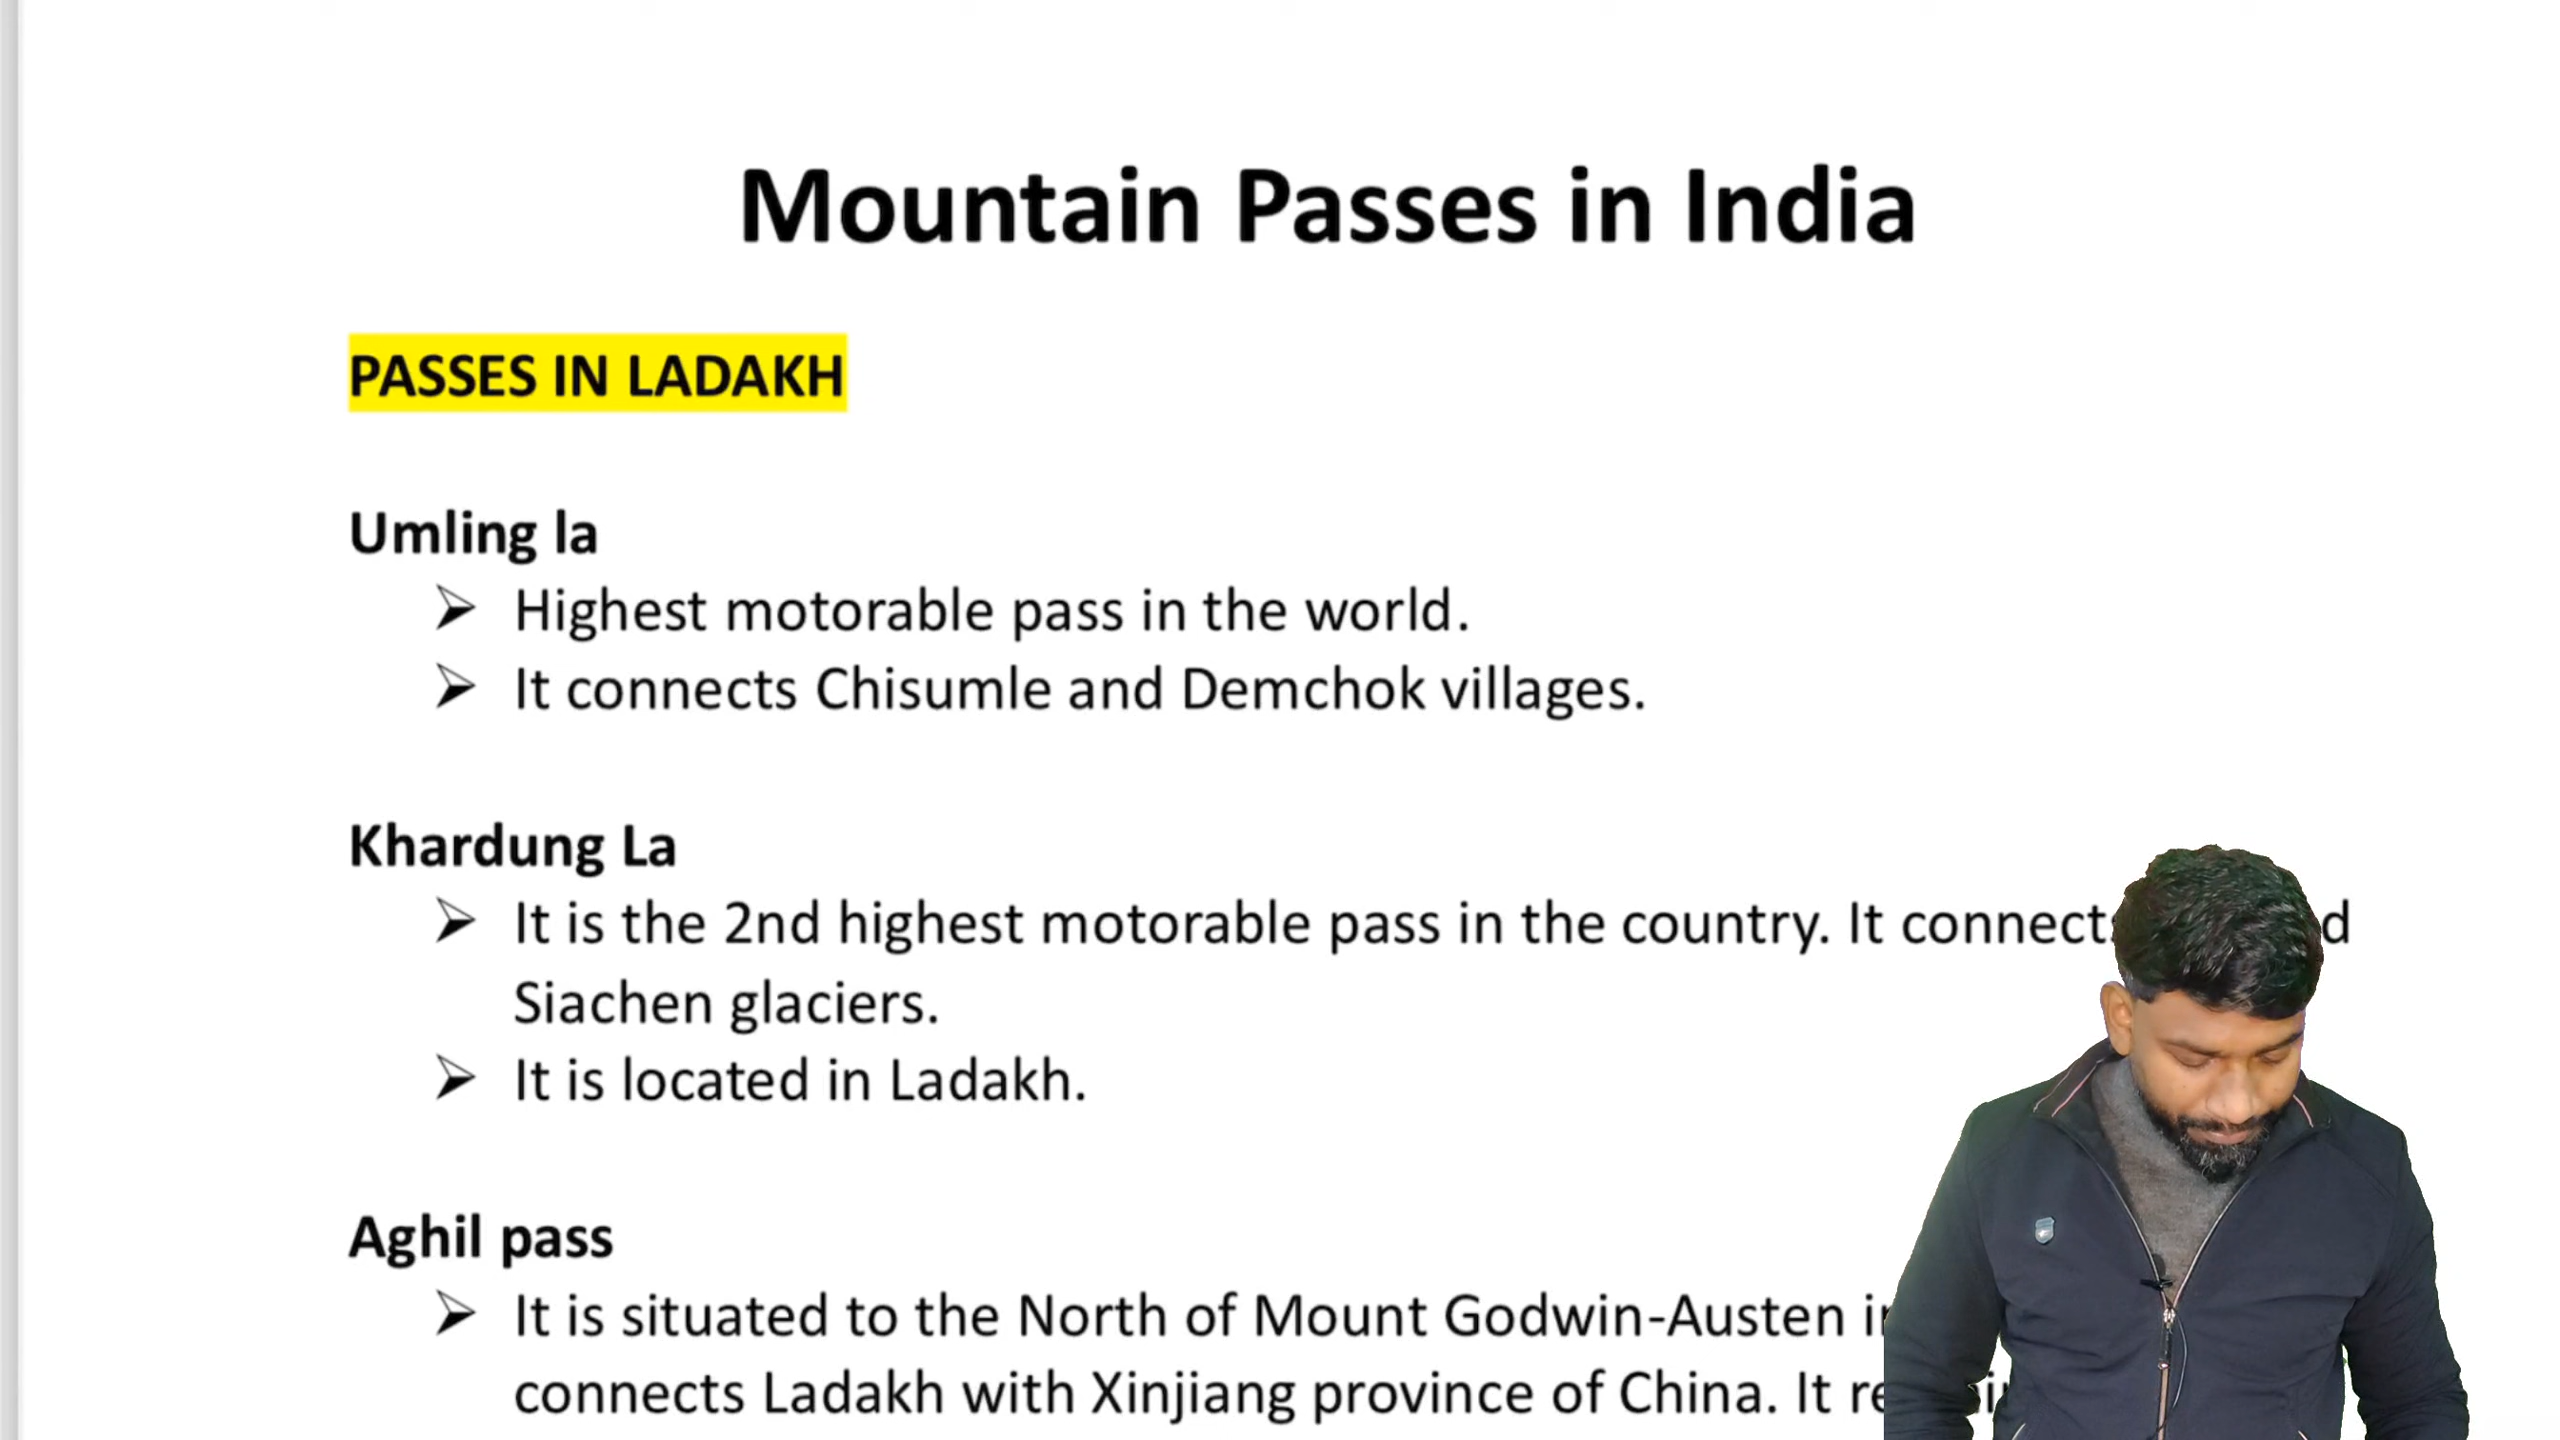 Mountain Passes in India
PASSES IN LADAKH
Umling la
➢ Highest motorable pass in the world.
➢ It connects Chisumle and Demchok villages.
Khardung La
➢ It is the 2nd highest motorable pass in the country. It connects
Siachen glaciers.
➢ It is located in Ladakh.
Aghil pass
➢ It is situated to the North of Mount Godwin-Austen
connects Ladakh with Xinjiang province of China. It